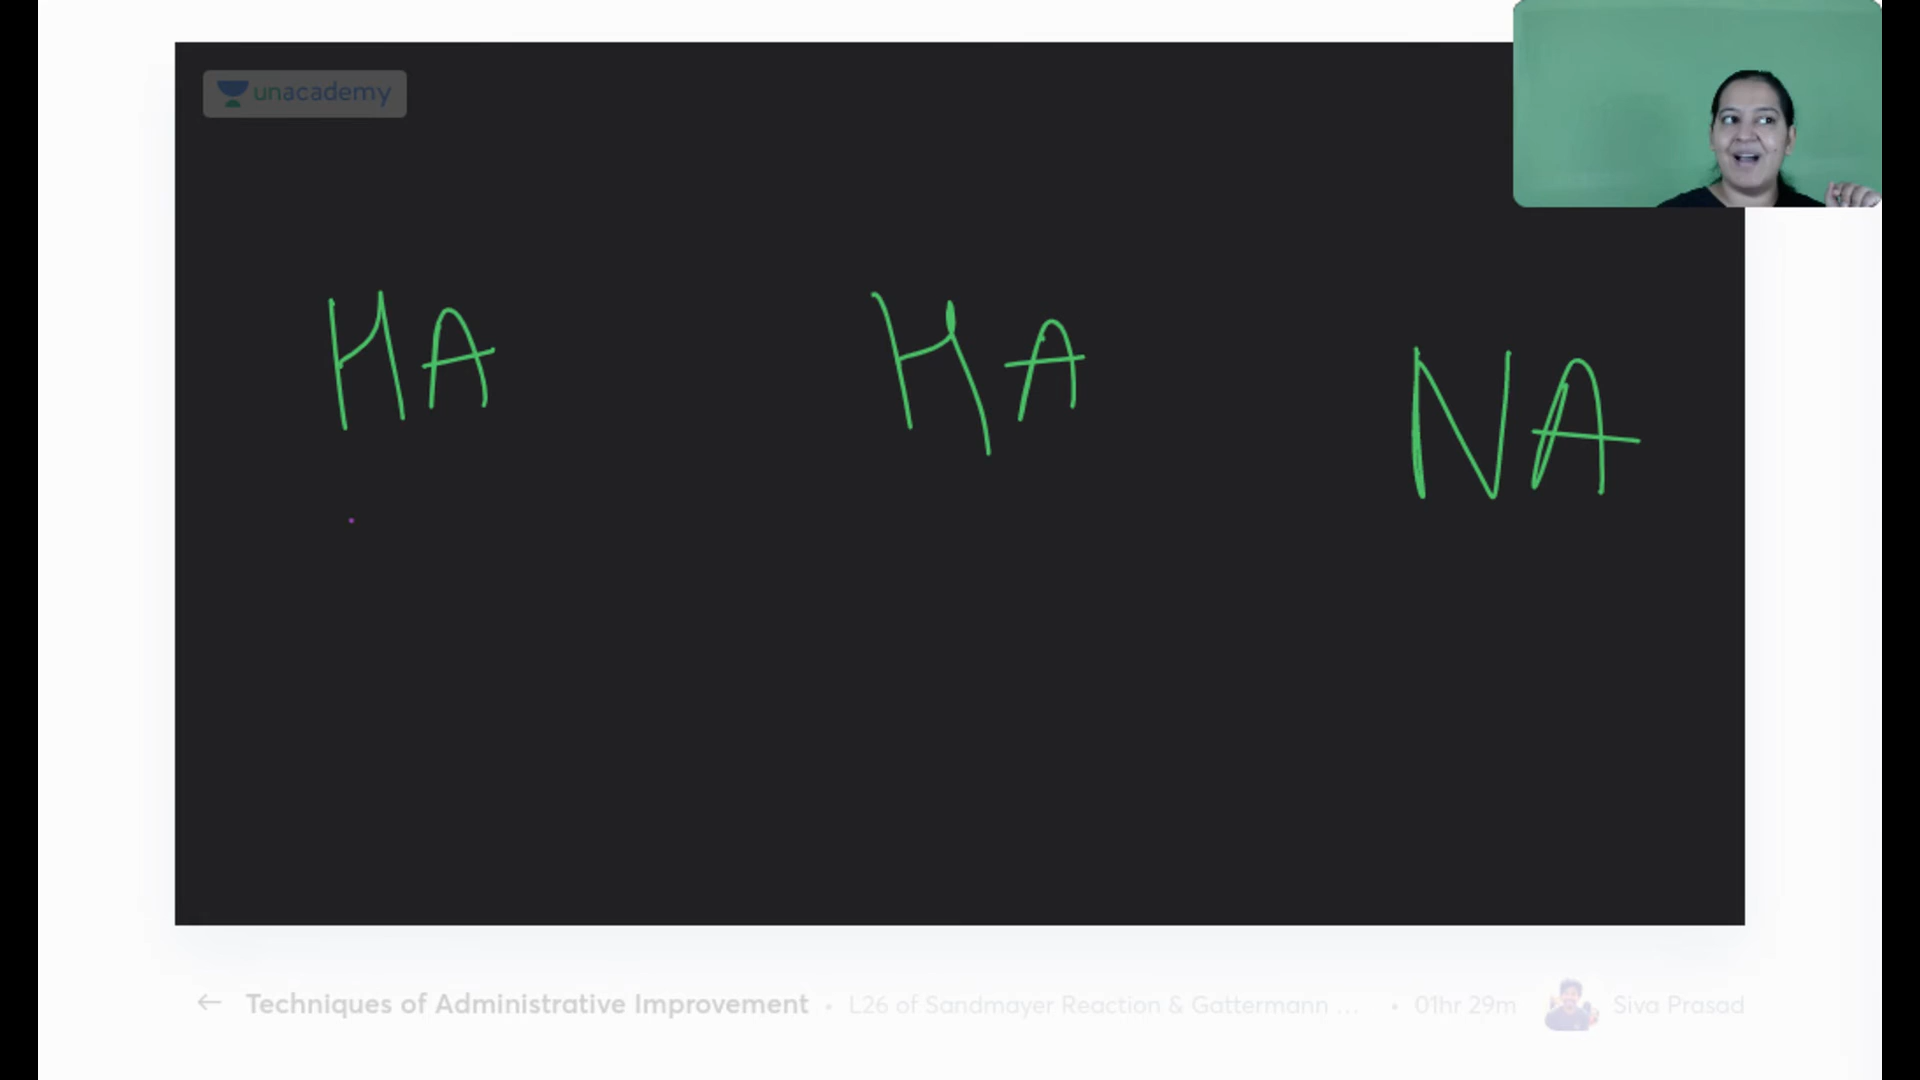 unacademy
HA HA NA
Techniques of Administrative Improvement • L26 of Sandmayer Reaction & Gattermann ... • 01hr 29m Siva Prasad